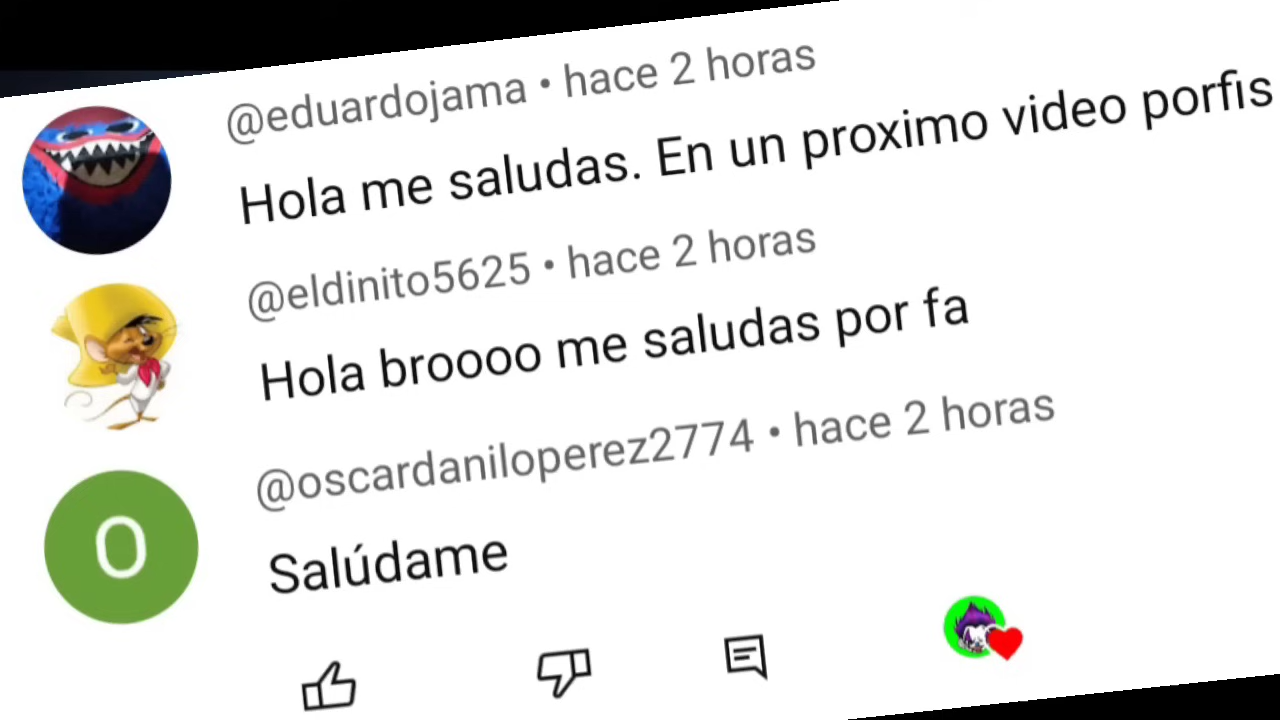 @eduardojama • hace 2 horas
Hola me saludas. En un proximo video porfis
@eldinito5625 • hace 2 horas
Hola broooo me saludas por fa
@oscardaniloperez2774 • hace 2 horas
O
Salúdame